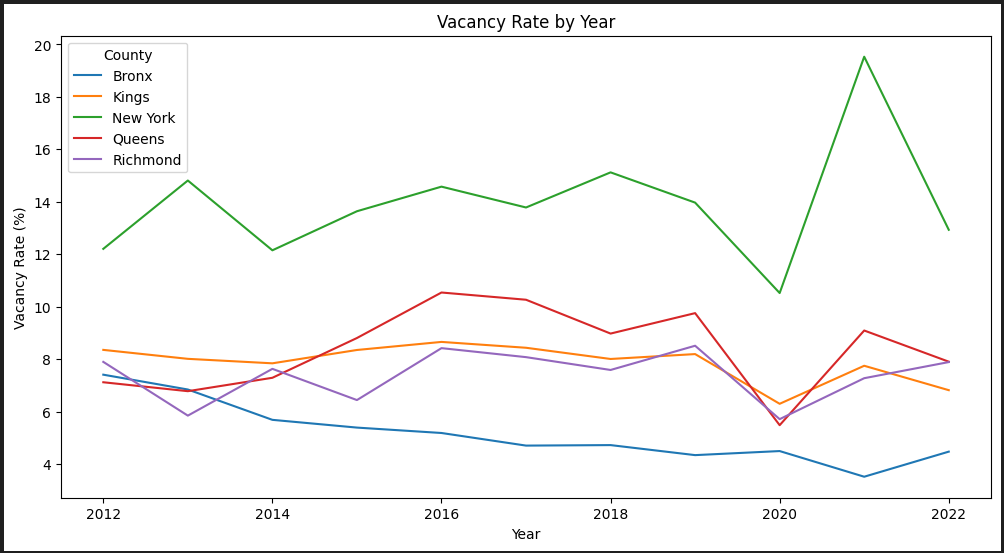 Vacancy Rate by Year
20
18
16
14
12
10
8
6
4
Vacancy Rate (%)
County
Bronx
Kings
New York
Queens
Richmond
2012 2014 2016 2018 2020 2022
Year